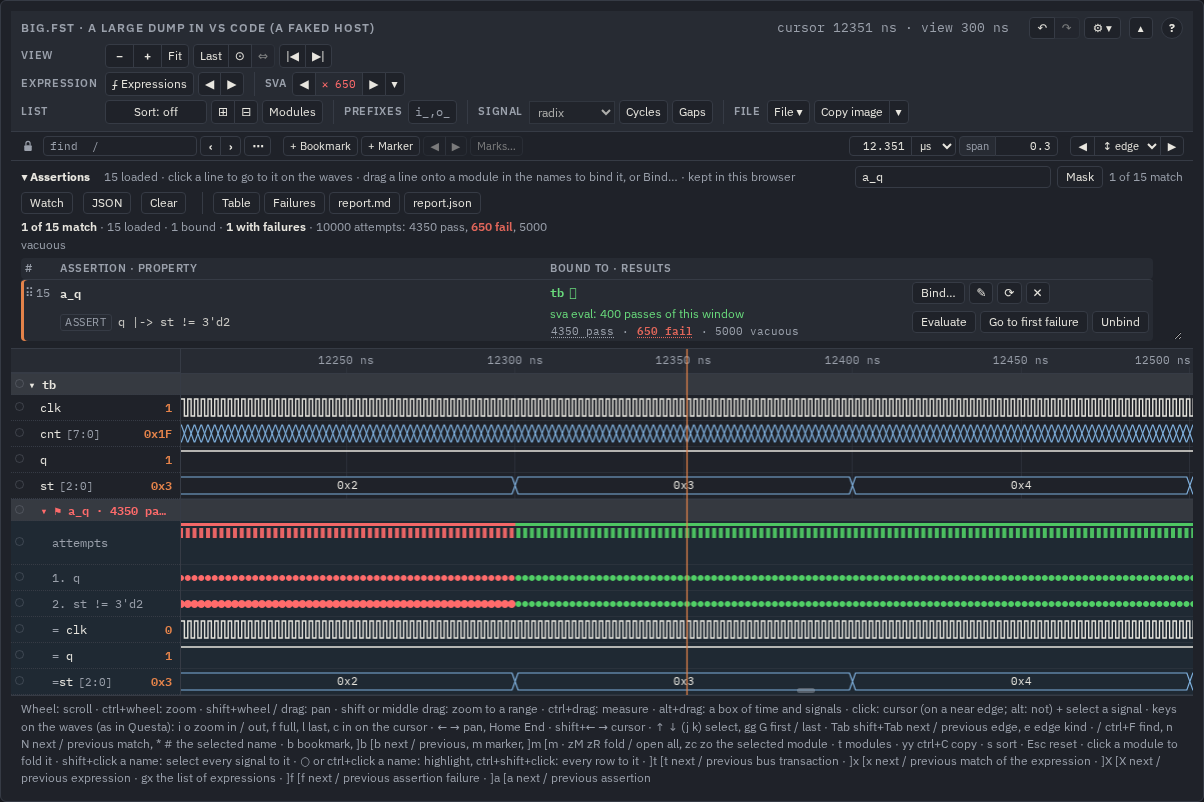 BIG.FST · A LARGE DUMP IN VS CODE (A FAKED HOST) cursor 12351 ns · view 300 ns ↶ ↷ ⚙ ▾ ▲ ?
VIEW − + Fit Last ⊙ ⇔ |◀ ▶|
EXPRESSION ⨍ Expressions ◀ ▶ SVA ◀ × 650 ▶ ▾
LIST Sort: off ⊞ ⊟ Modules PREFIXES i_,o_ SIGNAL radix Cycles Gaps FILE File ▾ Copy image ▾
find / ‹ › ••• + Bookmark + Marker ◀ ▶ Marks... 12.351 µs span 0.3 ◀ ↕ edge ▶
▾ Assertions 15 loaded · click a line to go to it on the waves · drag a line onto a module in the names to bind it, or Bind... · kept in this browser a_q Mask 1 of 15 match
Watch JSON Clear Table Failures report.md report.json
1 of 15 match · 15 loaded · 1 bound · 1 with failures · 10000 attempts: 4350 pass, 650 fail, 5000
vacuous
# ASSERTION · PROPERTY BOUND TO · RESULTS
⠿ 15 a_q tb Bind... ✎ ⟳ ✕
ASSERT q |-> st != 3'd2 sva eval: 400 passes of this window Evaluate Go to first failure Unbind
4350 pass · 650 fail · 5000 vacuous
12250 ns 12300 ns 12350 ns 12400 ns 12450 ns 12500 ns
▾ tb
clk 1
cnt [7:0] 0x1F
q 1
st [2:0] 0x3 0x2 0x3 0x4
▾ ⚑ a_q · 4350 pa…
attempts
1. q
2. st != 3'd2
= clk 0
= q 1
=st [2:0] 0x3 0x2 0x3 0x4
Wheel: scroll · ctrl+wheel: zoom · shift+wheel / drag: pan · shift or middle drag: zoom to a range · ctrl+drag: measure · alt+drag: a box of time and signals · click: cursor (on a near edge; alt: not) + select a signal · keys
on the waves (as in Questa): i o zoom in / out, f full, l last, c in on the cursor · ←→ pan, Home End · shift+←→ cursor · ↑ ↓ (j k) select, gg G first / last · Tab shift+Tab next / previous edge, e edge kind · / ctrl+F find, n
N next / previous match, * # the selected name · b bookmark, ]b [b next / previous, m marker, ]m [m · zM zR fold / open all, zc zo the selected module · t modules · yy ctrl+C copy · s sort · Esc reset · click a module to
fold it · shift+click a name: select every signal to it · ○ or ctrl+click a name: highlight, ctrl+shift+click: every row to it · ]t [t next / previous bus transaction · ]x [x next / previous match of the expression · ]X [X next /
previous expression · gx the list of expressions · ]f [f next / previous assertion failure · ]a [a next / previous assertion